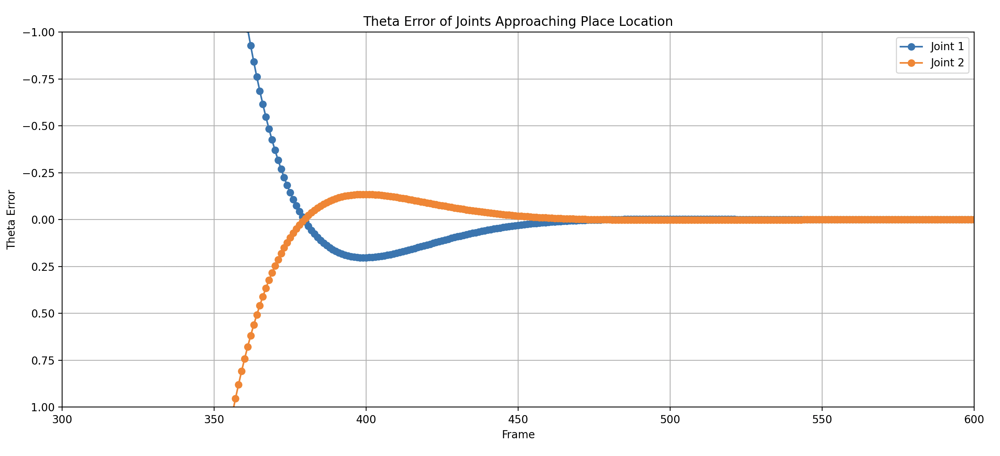 Theta Error of Joints Approaching Place Location
Joint 1
Joint 2
Theta Error
−1.00
−0.75
−0.50
−0.25
0.00
0.25
0.50
0.75
1.00
300 350 400 450 500 550 600
Frame